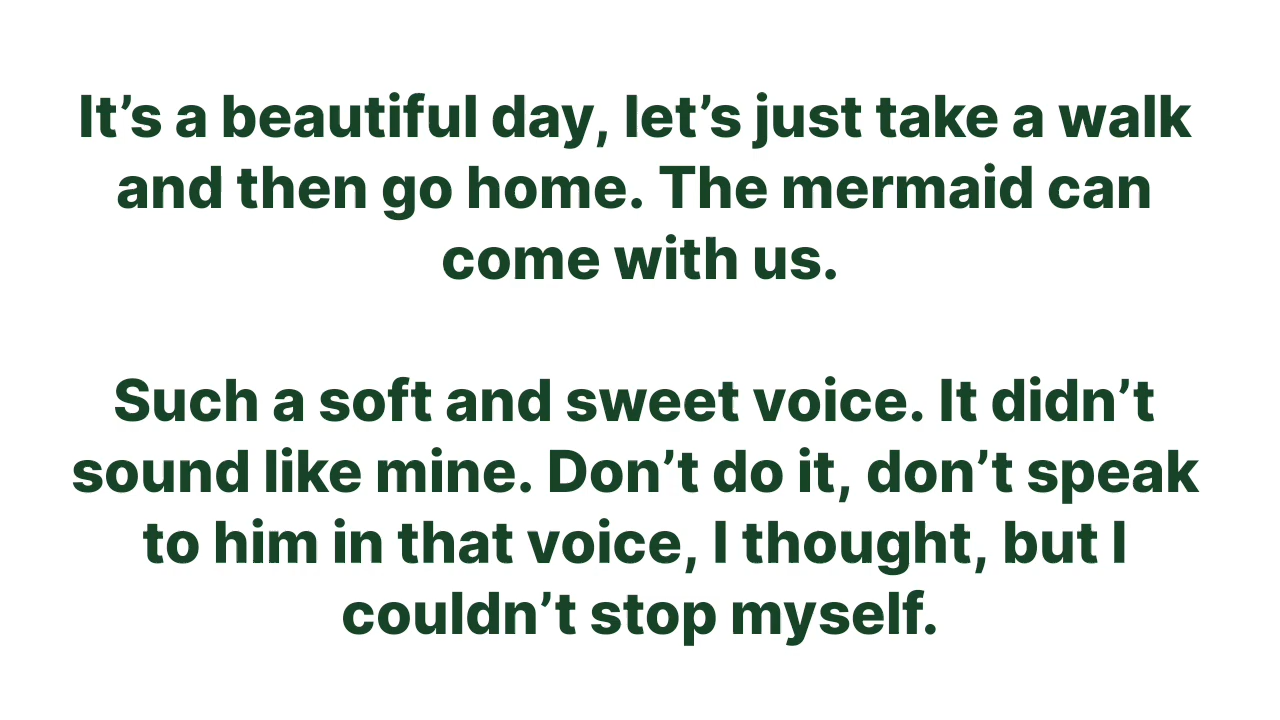 It’s a beautiful day, let’s just take a walk
and then go home. The mermaid can
come with us.
Such a soft and sweet voice. It didn’t
sound like mine. Don’t do it, don’t speak
to him in that voice, I thought, but I
couldn’t stop myself.